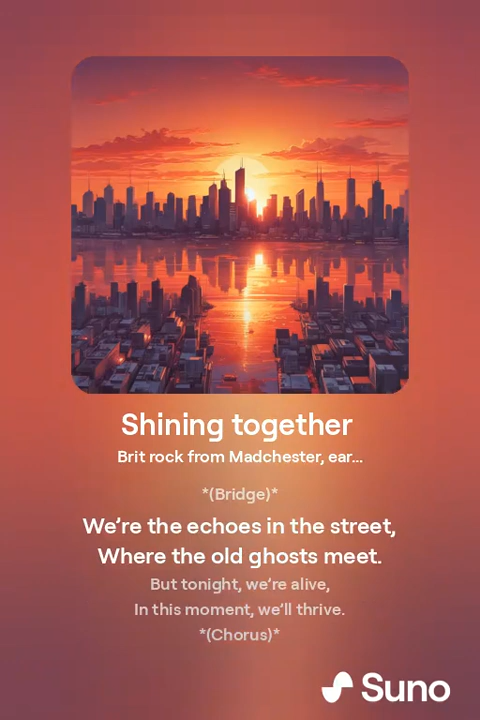 Shining together
Brit rock from Madchester, ear...
*(Bridge)*
We’re the echoes in the street,
Where the old ghosts meet.
But tonight, we’re alive,
In this moment, we’ll thrive.
*(Chorus)*
Suno